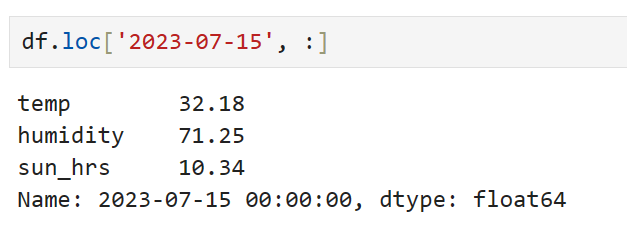 df.loc['2023-07-15', :]
temp 32.18
humidity 71.25
sun_hrs 10.34
Name: 2023-07-15 00:00:00, dtype: float64